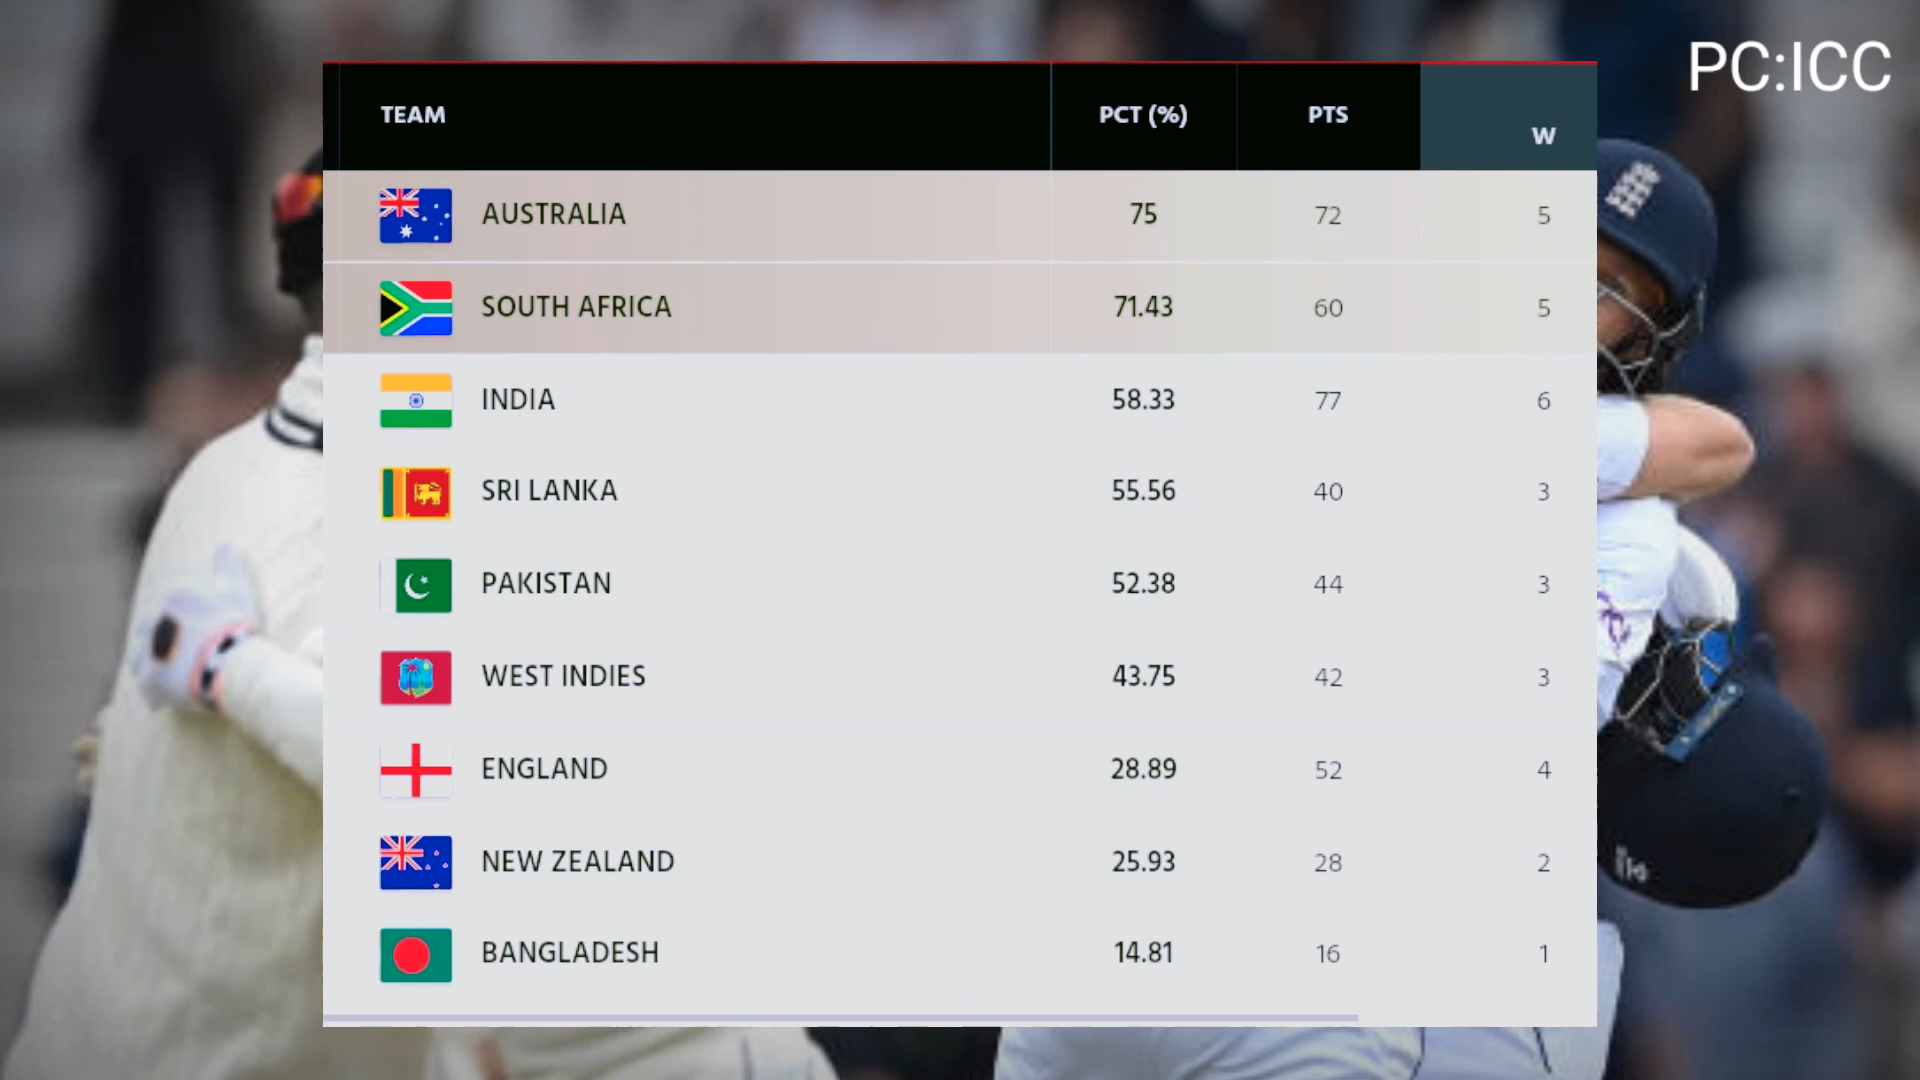 PC:ICC
TEAM PCT (%) PTS W
AUSTRALIA 75 72 5
SOUTH AFRICA 71.43 60 5
INDIA 58.33 77 6
SRI LANKA 55.56 40 3
PAKISTAN 52.38 44 3
WEST INDIES 43.75 42 3
ENGLAND 28.89 52 4
NEW ZEALAND 25.93 28 2
BANGLADESH 14.81 16 1